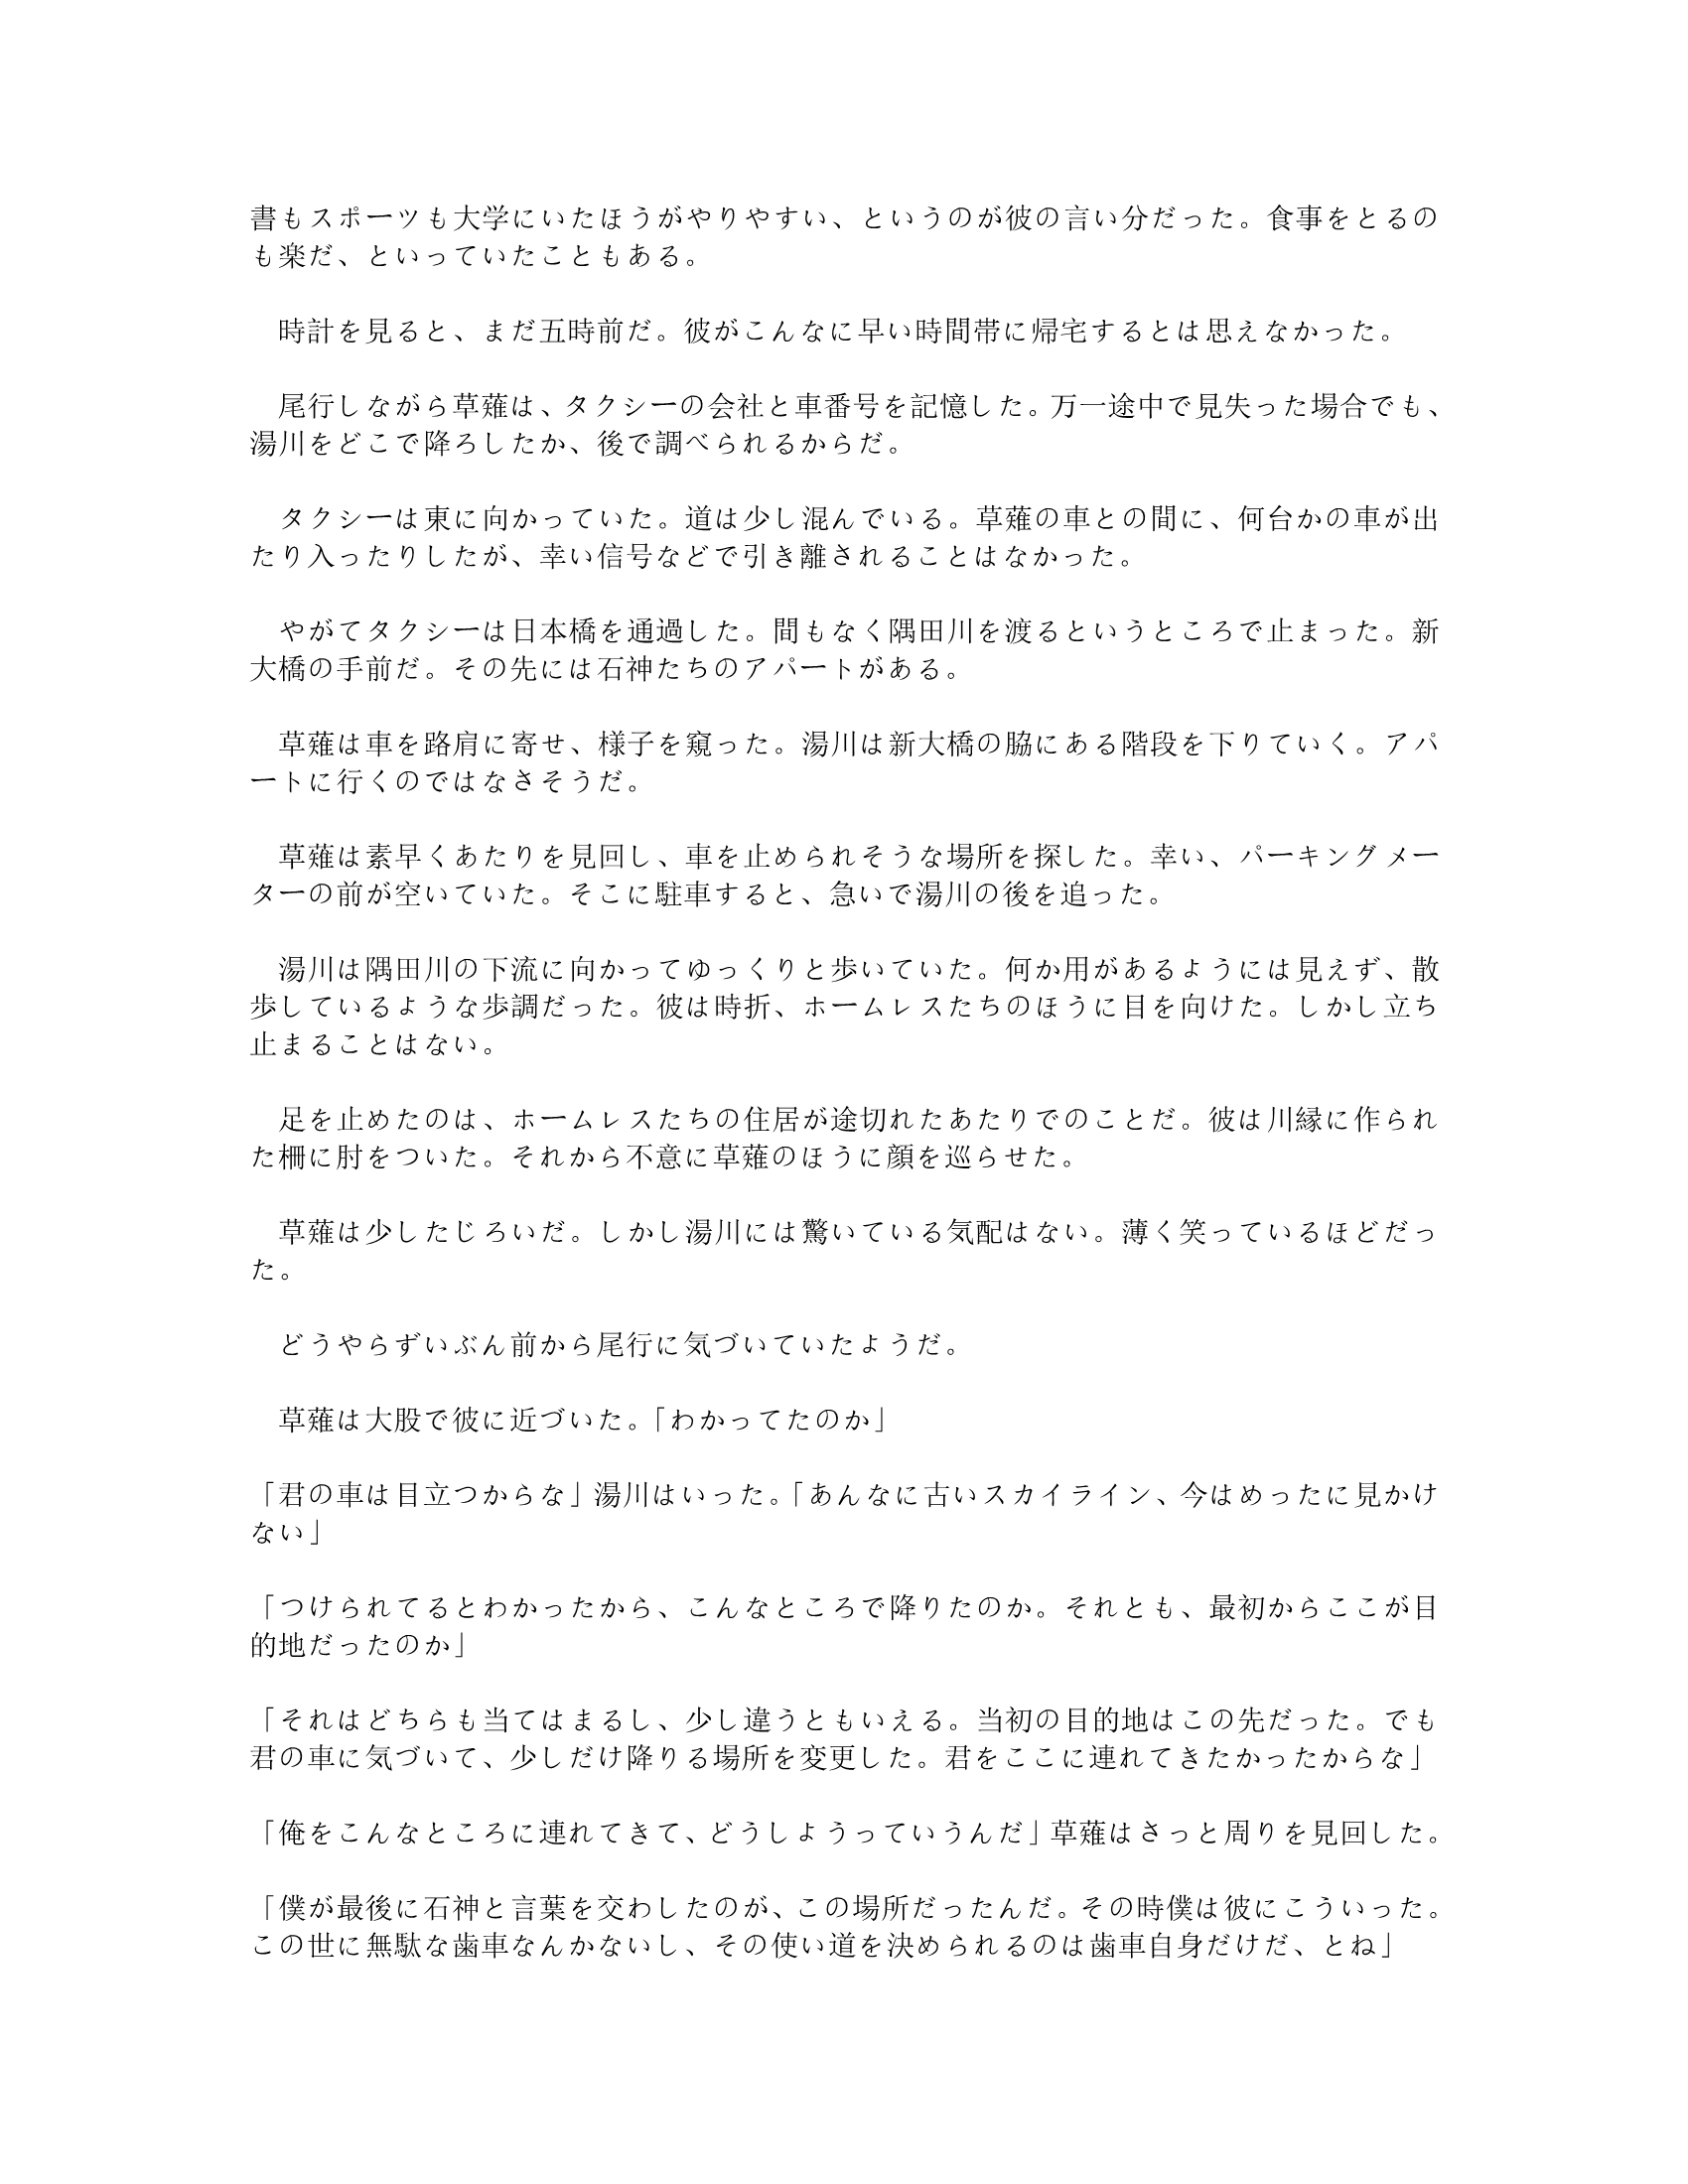 書もスポーツも大学にいたほうがやりやすい、というのが彼の言い分だった。食事をとるの
も楽だ、といっていたこともある。
　時計を見ると、まだ五時前だ。彼がこんなに早い時間帯に帰宅するとは思えなかった。
　尾行しながら草薙は、タクシーの会社と車番号を記憶した。万一途中で見失った場合でも、
湯川をどこで降ろしたか、後で調べられるからだ。
　タクシーは東に向かっていた。道は少し混んでいる。草薙の車との間に、何台かの車が出
たり入ったりしたが、幸い信号などで引き離されることはなかった。
　やがてタクシーは日本橋を通過した。間もなく隅田川を渡るというところで止まった。新
大橋の手前だ。その先には石神たちのアパートがある。
　草薙は車を路肩に寄せ、様子を窺った。湯川は新大橋の脇にある階段を下りていく。アパ
ートに行くのではなさそうだ。
　草薙は素早くあたりを見回し、車を止められそうな場所を探した。幸い、パーキングメー
ターの前が空いていた。そこに駐車すると、急いで湯川の後を追った。
　湯川は隅田川の下流に向かってゆっくりと歩いていた。何か用があるようには見えず、散
歩しているような歩調だった。彼は時折、ホームレスたちのほうに目を向けた。しかし立ち
止まることはない。
　足を止めたのは、ホームレスたちの住居が途切れたあたりでのことだ。彼は川縁に作られ
た柵に肘をついた。それから不意に草薙のほうに顔を巡らせた。
　草薙は少したじろいだ。しかし湯川には驚いている気配はない。薄く笑っているほどだっ
た。
　どうやらずいぶん前から尾行に気づいていたようだ。
　草薙は大股で彼に近づいた。「わかってたのか」
「君の車は目立つからな」湯川はいった。「あんなに古いスカイライン、今はめったに見かけ
ない」
「つけられてるとわかったから、こんなところで降りたのか。それとも、最初からここが目
的地だったのか」
「それはどちらも当てはまるし、少し違うともいえる。当初の目的地はこの先だった。でも
君の車に気づいて、少しだけ降りる場所を変更した。君をここに連れてきたかったからな」
「俺をこんなところに連れてきて、どうしようっていうんだ」草薙はさっと周りを見回した。
「僕が最後に石神と言葉を交わしたのが、この場所だったんだ。その時僕は彼にこういった。
この世に無駄な歯車なんかないし、その使い道を決められるのは歯車自身だけだ、とね」